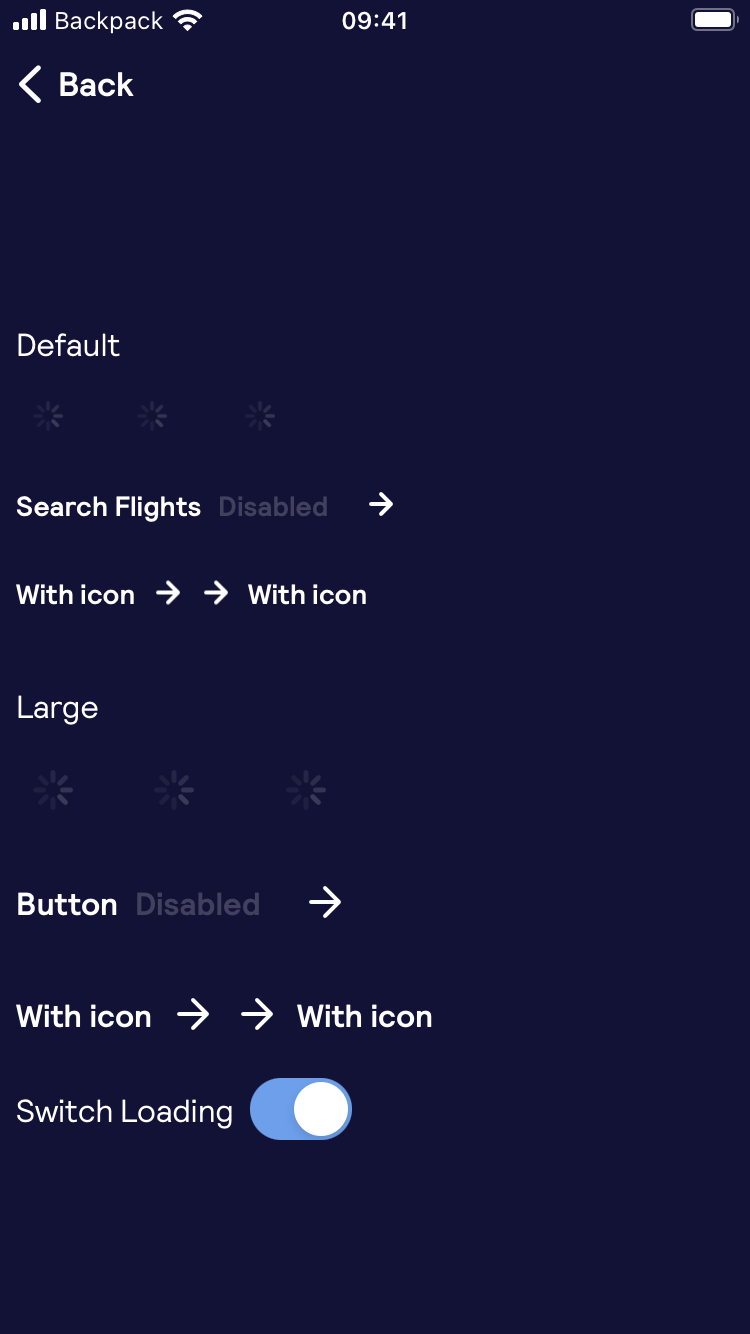 Backpack 09:41
Back
Default
Search Flights Disabled
With icon With icon
Large
Button Disabled
With icon With icon
Switch Loading